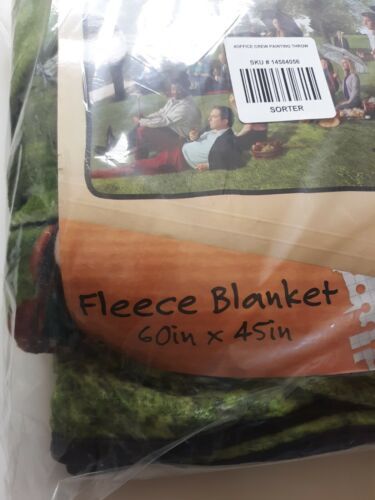 #OFFICE CREW PAINTING THROW
SKU # 14584056
SORTER
Fleece Blanket
60in x 45in